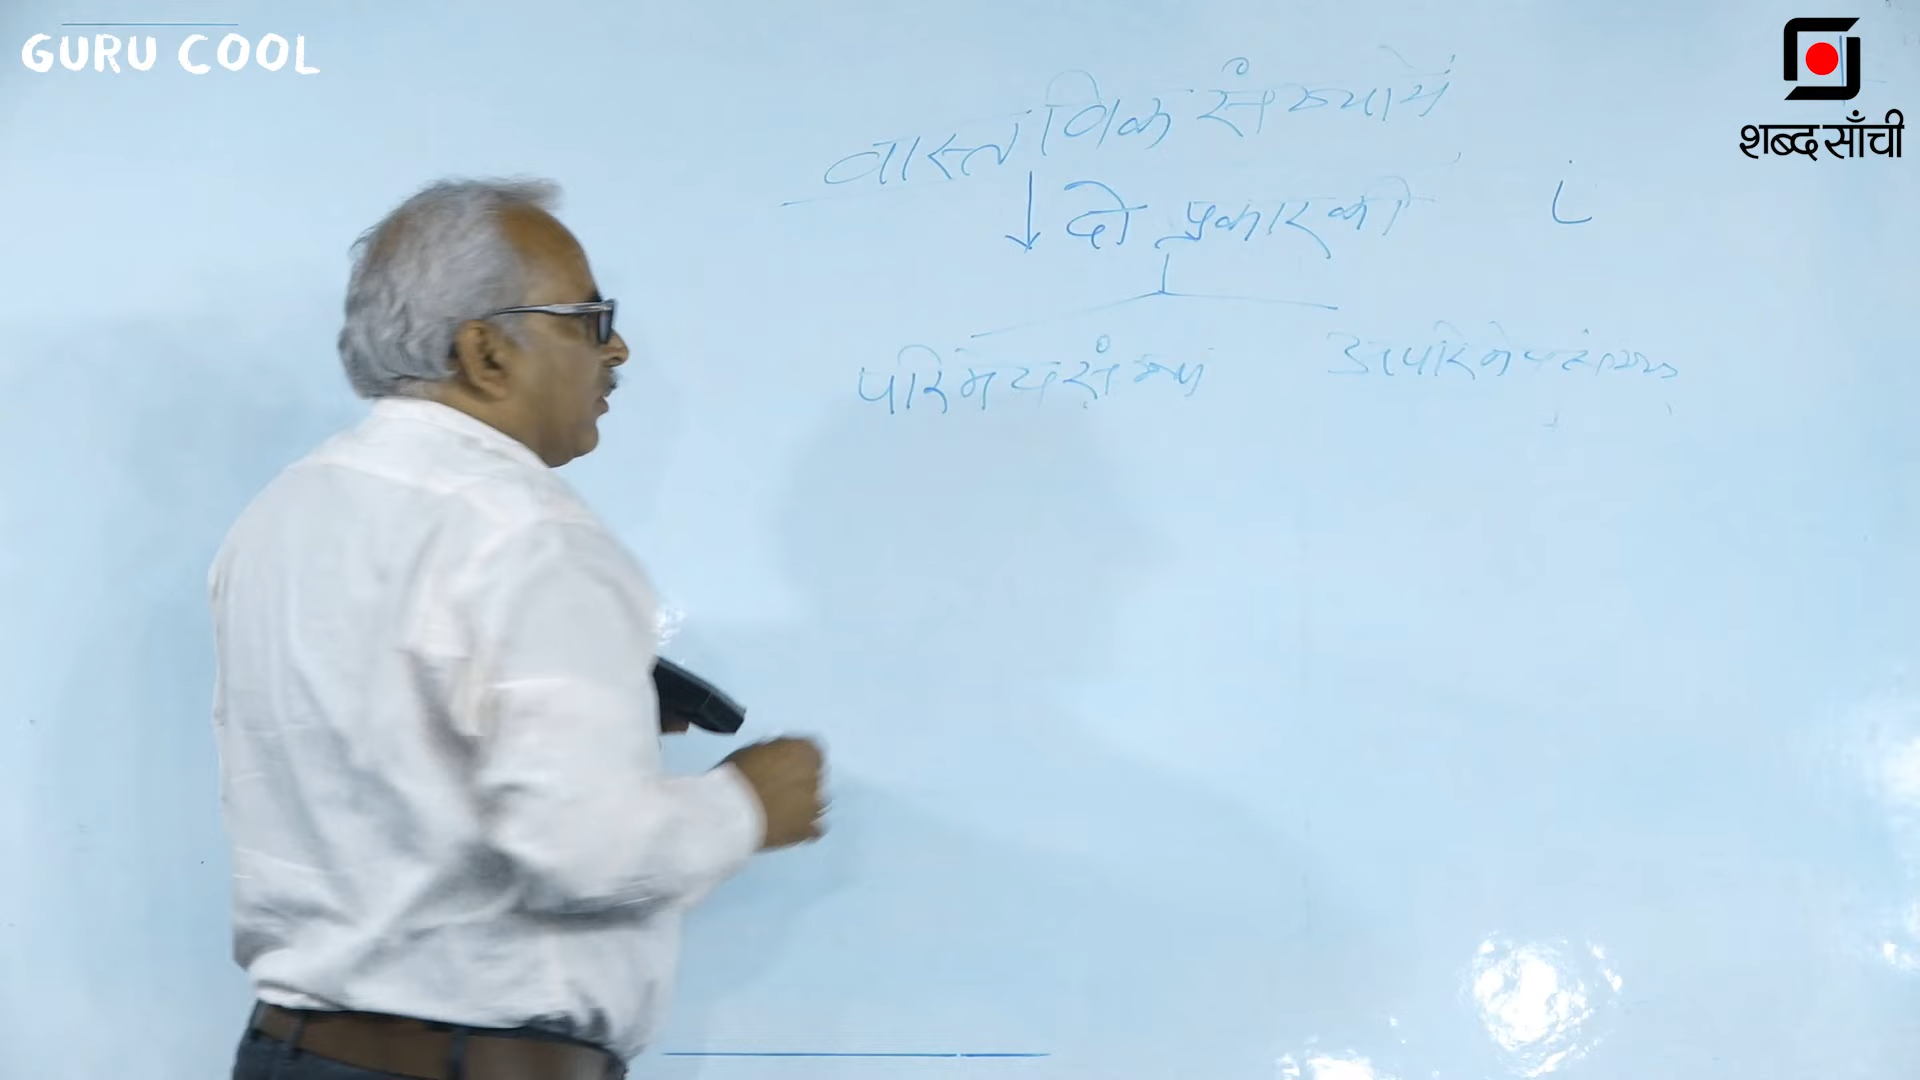 GURU COOL
शब्द साँची
वास्तविक संख्यायें
दो प्रकार की
परिमेय संख्या अपरिमेय संख्या